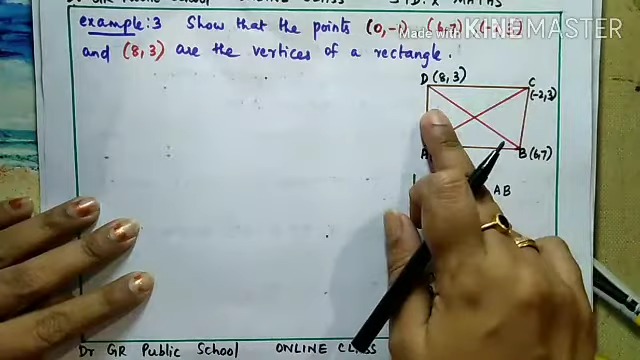 Dr GR Public School ONLINE CLASS STD: X MATHS
Made with KINEMASTER
example: 3 Show that the points (0, -1) (6,7)
and (8, 3) are the vertices of a rectangle.
D (8, 3) C
(-2, 3)
A B (6,7)
AB
Dr GR Public School ONLINE CLASS